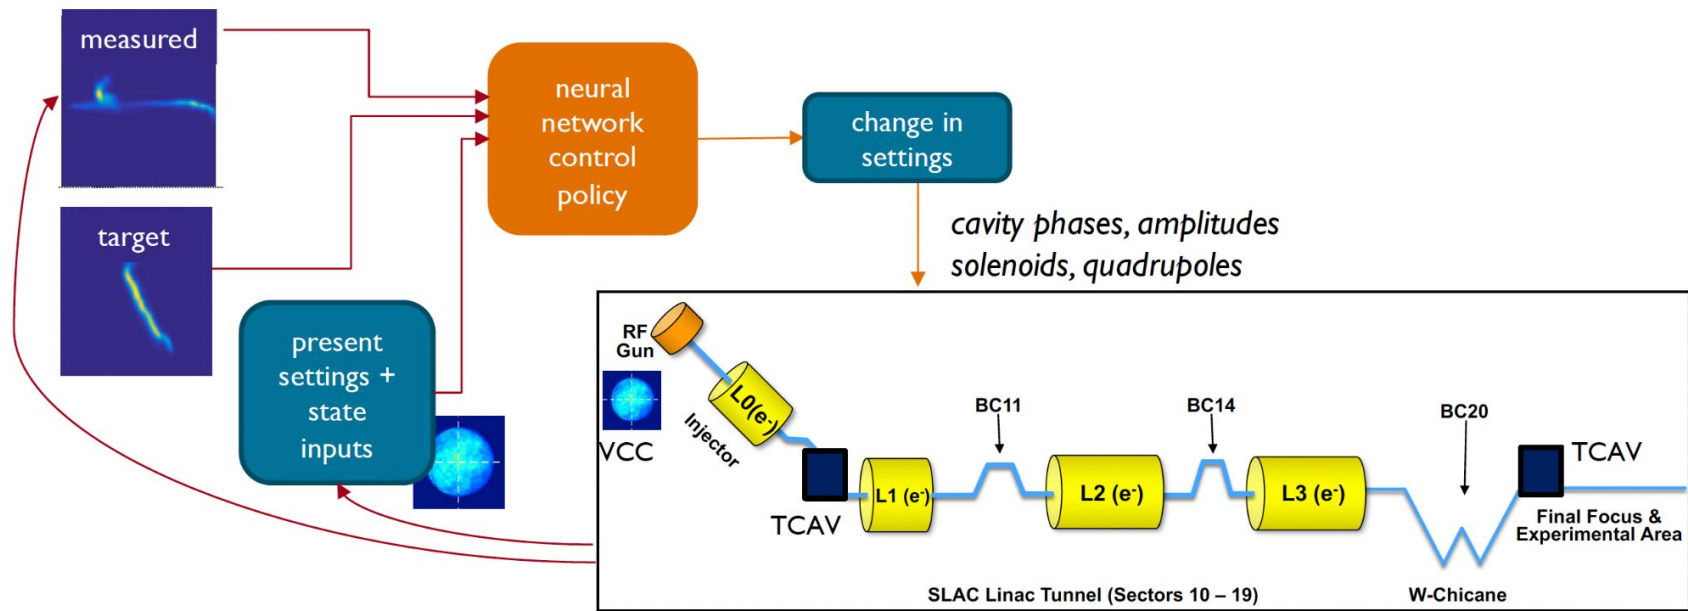 measured
target
neural
network
control
policy
change in
settings
present
settings +
state
inputs
cavity phases, amplitudes
solenoids, quadrupoles
RF
Gun
VCC
L0(e-)
Injector
TCAV
L1 (e-)
BC11
L2 (e-)
BC14
L3 (e-)
BC20
TCAV
Final Focus &
Experimental Area
SLAC Linac Tunnel (Sectors 10 – 19)
W-Chicane